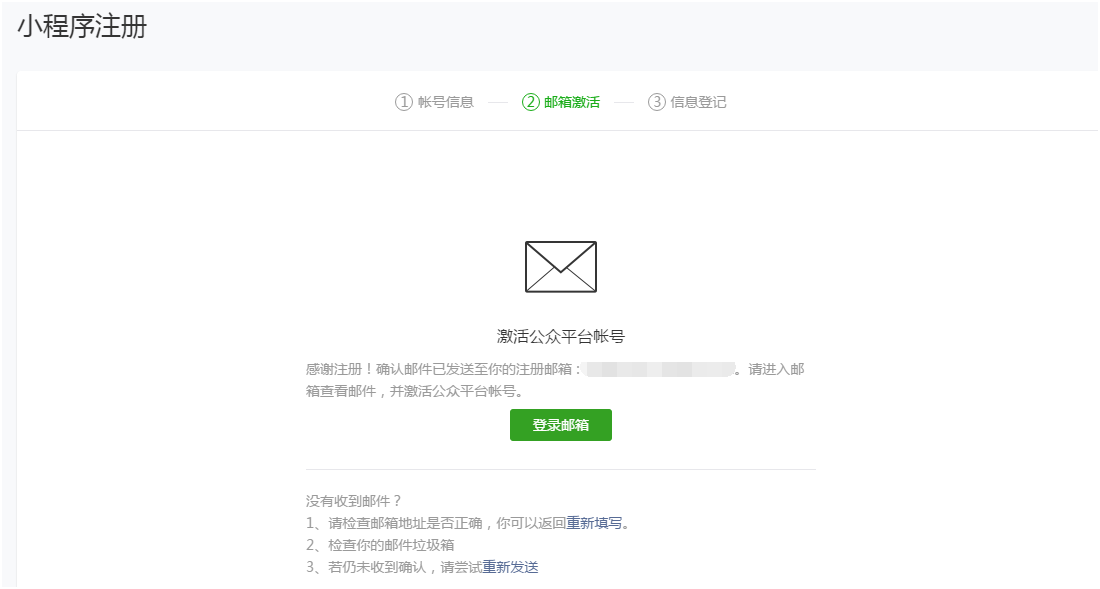 小程序注册
① 帐号信息 — ② 邮箱激活 — ③ 信息登记
激活公众平台帐号
感谢注册！确认邮件已发送至你的注册邮箱： 。请进入邮
箱查看邮件，并激活公众平台帐号。
登录邮箱
没有收到邮件？
1、请检查邮箱地址是否正确，你可以返回重新填写。
2、检查你的邮件垃圾箱
3、若仍未收到确认，请尝试重新发送